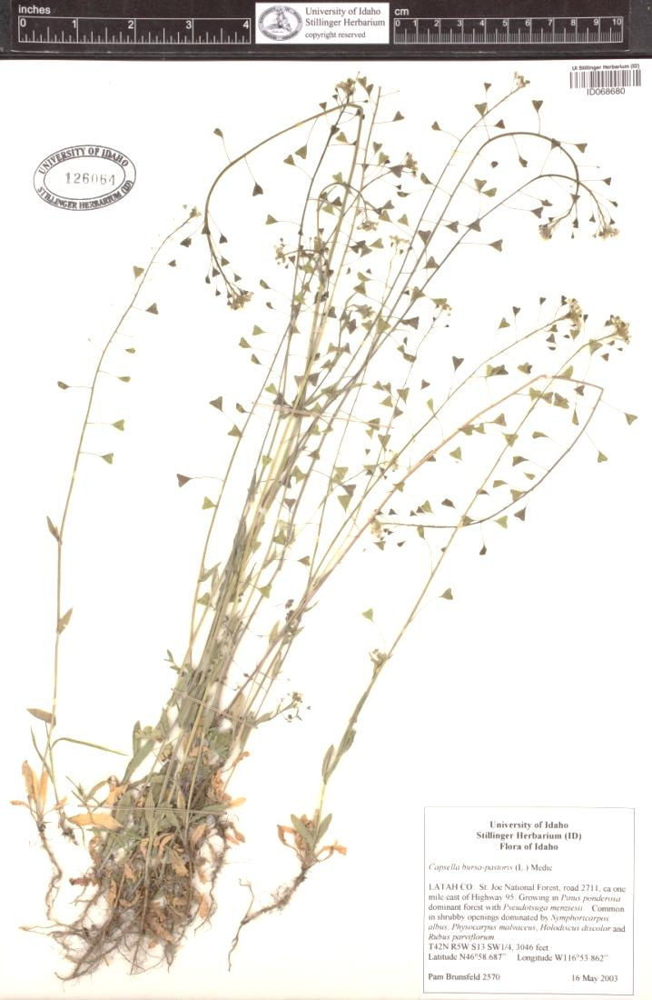 inches
0 1 2 3 4
University of Idaho
Stillinger Herbarium
copyright reserved
cm
0 1 2 3 4 5 6 7 8 9 10
UI Stillinger Herbarium (ID)
ID068680
UNIVERSITY OF IDAHO
126064
STILLINGER HERBARIUM (ID)
University of Idaho
Stillinger Herbarium (ID)
Flora of Idaho
Capsella bursa-pastoris (L.) Medic
LATAH CO. St. Joe National Forest, road 2711, ca one
mile east of Highway 95. Growing in Pinus ponderosa
dominant forest with Pseudotsuga menziesii. Common
in shrubby openings dominated by Symphoricarpos
albus, Physocarpus malvaceus, Holodiscus discolor and
Rubus parviflorum
T42N R5W S13 SW1/4, 3046 feet
Latitude N46°58.687" Longitude W116°53.862"
Pam Brunsfeld 2570 16 May 2003